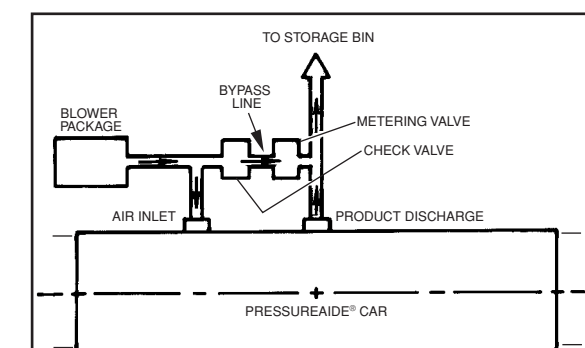 TO STORAGE BIN
BYPASS
LINE
BLOWER
PACKAGE
METERING VALVE
CHECK VALVE
AIR INLET
PRODUCT DISCHARGE
PRESSUREAIDE® CAR